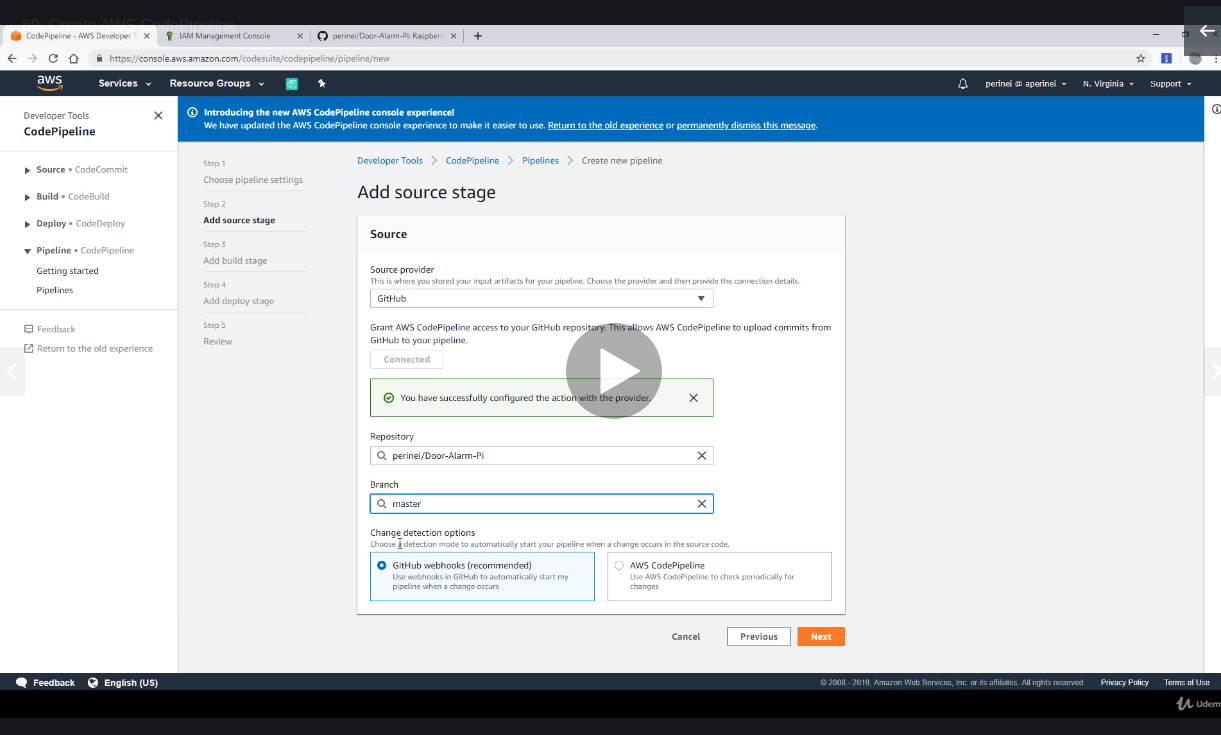 69. Create AWS CodePipeline
CodePipeline - AWS Developer T
IAM Management Console
perinei/Door-Alarm-Pi: Raspberr
https://console.aws.amazon.com/codesuite/codepipeline/pipeline/new
aws
Services
Resource Groups
perinei @ aperinei
N. Virginia
Support
Developer Tools
CodePipeline
Introducing the new AWS CodePipeline console experience!
We have updated the AWS CodePipeline console experience to make it easier to use. Return to the old experience or permanently dismiss this message.
Source • CodeCommit
Build • CodeBuild
Deploy • CodeDeploy
Pipeline • CodePipeline
Getting started
Pipelines
Feedback
Return to the old experience
Step 1
Choose pipeline settings
Step 2
Add source stage
Step 3
Add build stage
Step 4
Add deploy stage
Step 5
Review
Developer Tools
CodePipeline
Pipelines
Create new pipeline
Add source stage
Source
Source provider
This is where you stored your input artifacts for your pipeline. Choose the provider and then provide the connection details.
GitHub
Grant AWS CodePipeline access to your GitHub repository. This allows AWS CodePipeline to upload commits from
GitHub to your pipeline.
Connected
You have successfully configured the action with the provider.
Repository
perinei/Door-Alarm-Pi
Branch
master
Change detection options
Choose a detection mode to automatically start your pipeline when a change occurs in the source code.
GitHub webhooks (recommended)
Use webhooks in GitHub to automatically start my
pipeline when a change occurs
AWS CodePipeline
Use AWS CodePipeline to check periodically for
changes
Cancel
Previous
Next
Feedback
English (US)
© 2008 - 2019, Amazon Web Services, Inc. or its affiliates. All rights reserved.
Privacy Policy
Terms of Use
Udem